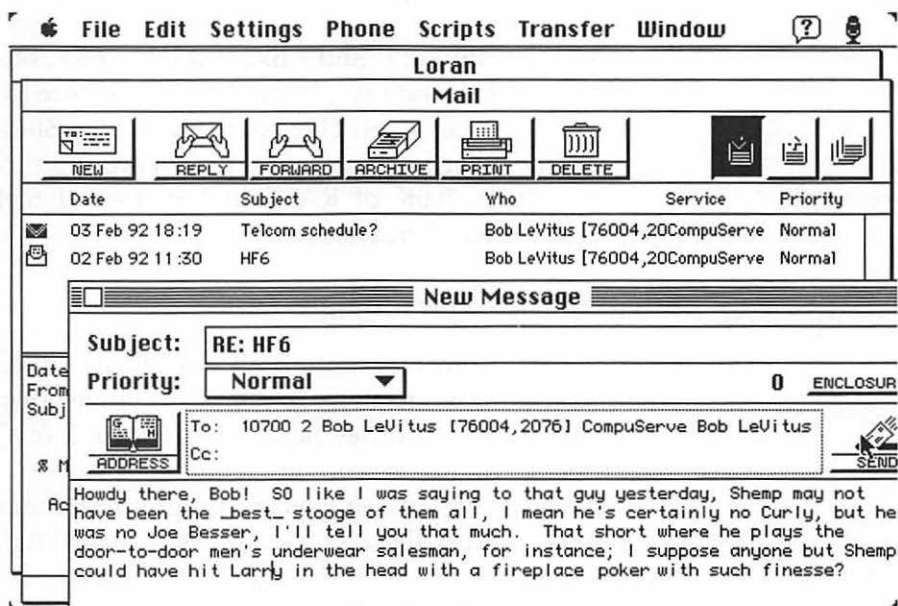 File Edit Settings Phone Scripts Transfer Window ?
Loran
Mail
TO:
NEW REPLY FORWARD ARCHIVE PRINT DELETE
Date Subject Who Service Priority
03 Feb 92 18:19 Telcom schedule? Bob LeVitus [76004,20CompuServe Normal
02 Feb 92 11:30 HF6 Bob LeVitus [76004,20CompuServe Normal
New Message
Subject: RE: HF6
Date
Priority: Normal 0 ENCLOSUR
From
Subj
G H
To: 10700 2 Bob LeVitus [76004,2076] CompuServe Bob LeVitus
Cc:
ADDRESS SEND
% M
Ac
Howdy there, Bob! SO like I was saying to that guy yesterday, Shemp may not
have been the _best_ stooge of them all, I mean he's certainly no Curly, but he
was no Joe Besser, I'll tell you that much. That short where he plays the
door-to-door men's underwear salesman, for instance; I suppose anyone but Shemp
could have hit Larry in the head with a fireplace poker with such finesse?